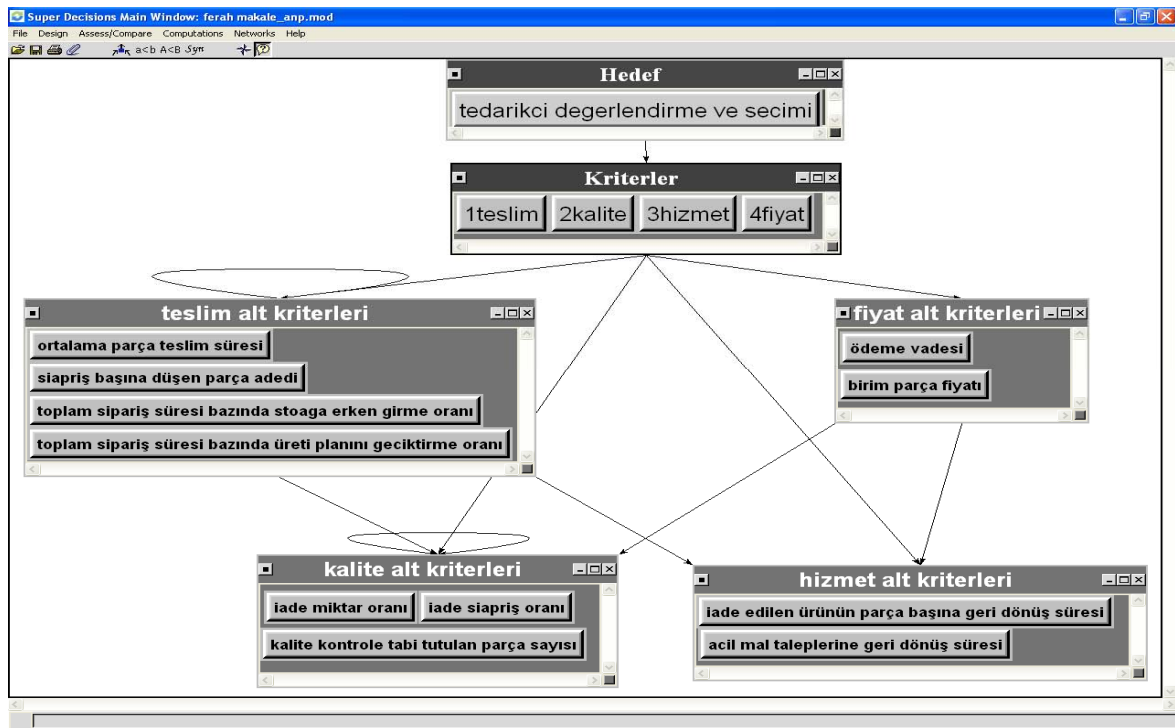 Super Decisions Main Window: ferah makale_anp.mod
File Design Assess/Compare Computations Networks Help
a<b A<B Syn
Hedef
tedarikci degerlendirme ve secimi
Kriterler
1teslim 2kalite 3hizmet 4fiyat
teslim alt kriterleri
ortalama parça teslim süresi
siapriş başına düşen parça adedi
toplam sipariş süresi bazında stoaga erken girme oranı
toplam sipariş süresi bazında üreti planını geciktirme oranı
fiyat alt kriterleri
ödeme vadesi
birim parça fiyatı
kalite alt kriterleri
iade miktar oranı iade siapriş oranı
kalite kontrole tabi tutulan parça sayısı
hizmet alt kriterleri
iade edilen ürünün parça başına geri dönüş süresi
acil mal taleplerine geri dönüş süresi